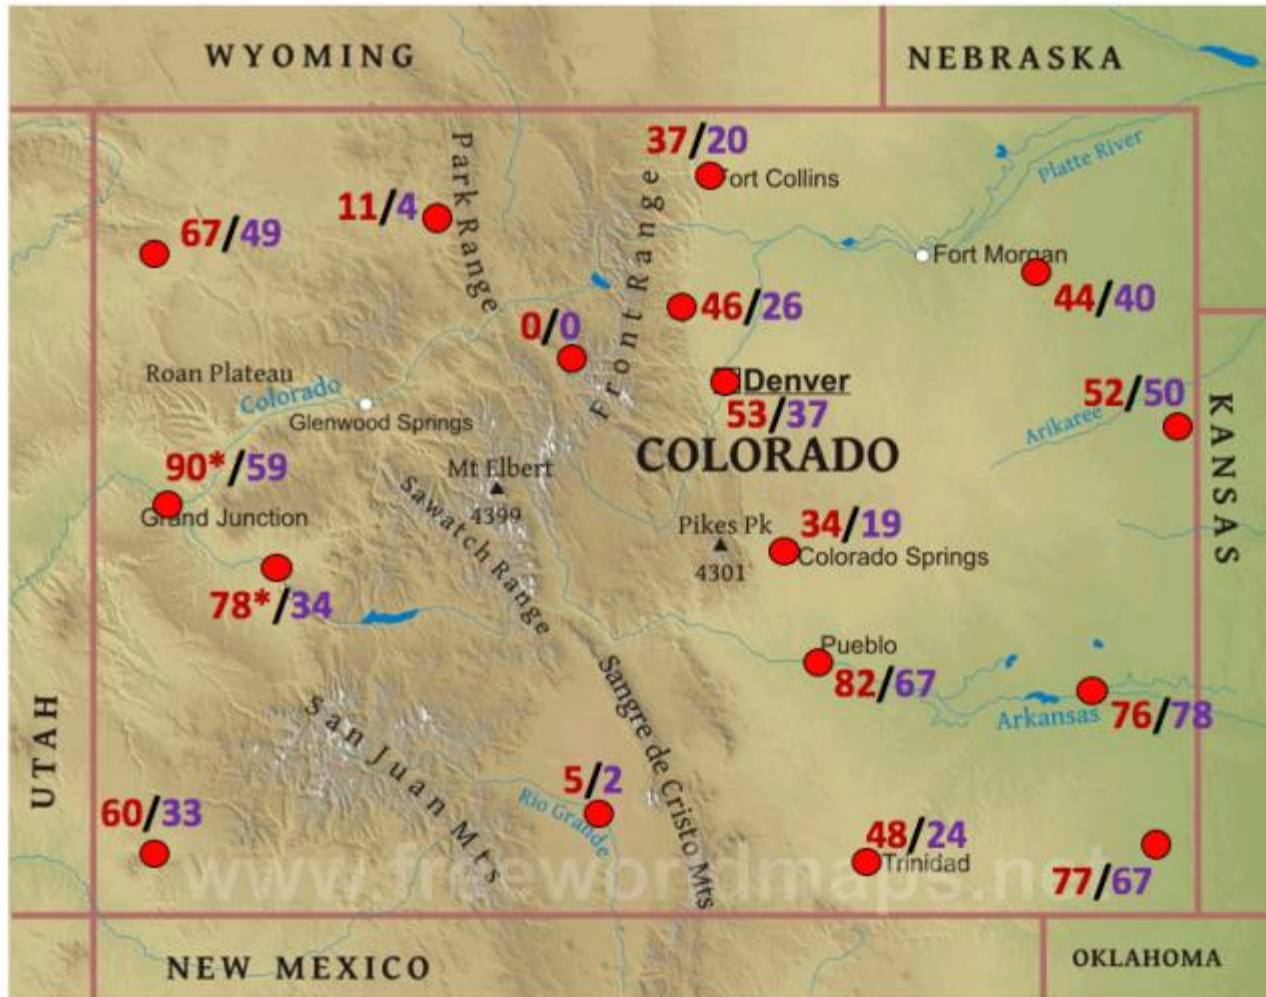 WYOMING
NEBRASKA
37/20
Fort Collins
Platte River
Park Range
11/4
67/49
Front Range
Fort Morgan
44/40
46/26
0/0
Roan Plateau
Colorado
Glenwood Springs
Denver
53/37
52/50
Arikaree
KANSAS
COLORADO
90*/59
Grand Junction
Mt Elbert
4399
Sawatch Range
Pikes Pk
4301
34/19
Colorado Springs
78*/34
Pueblo
82/67
Arkansas
76/78
Sangre de Cristo Mts
San Juan Mts
UTAH
5/2
Rio Grande
60/33
48/24
Trinidad
77/67
www.freeworldmaps.net
NEW MEXICO
OKLAHOMA